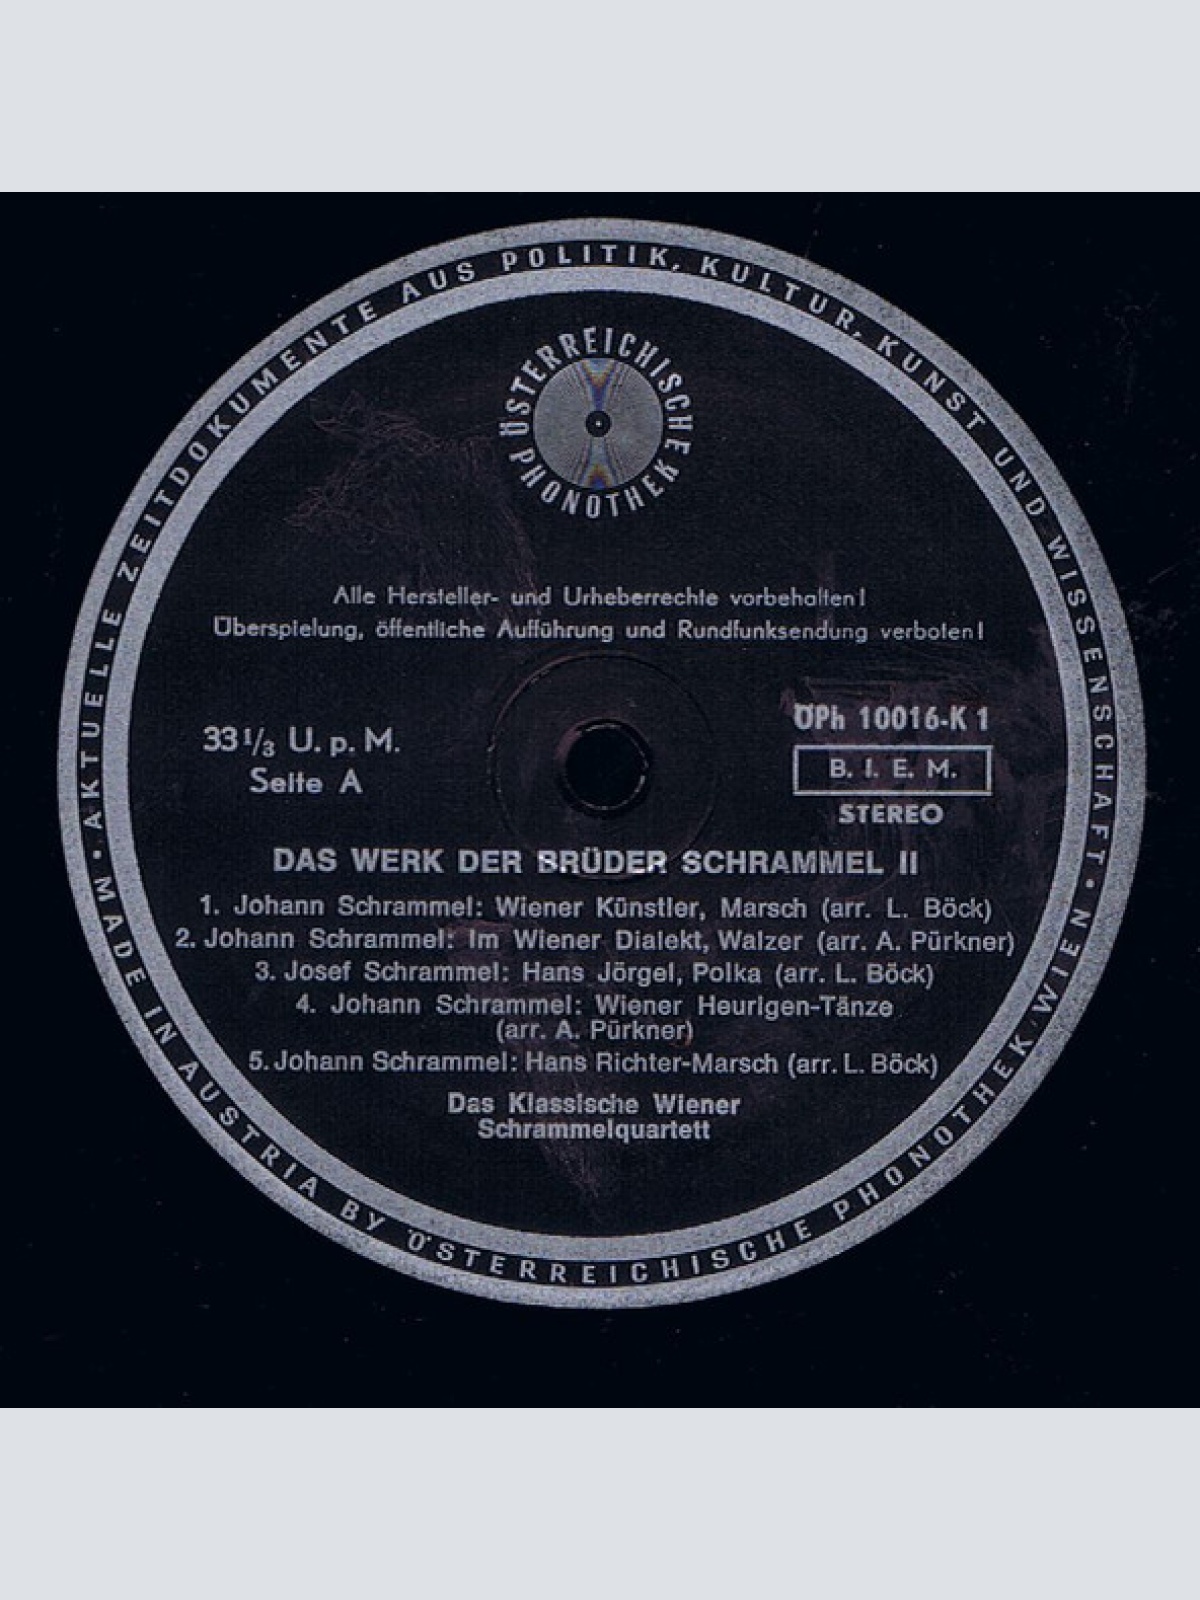 AKTUELLE ZEITDOKUMENTE AUS POLITIK, KULTUR, KUNST UND WISSENSCHAFT •
MADE IN AUSTRIA BY ÖSTERREICHISCHE PHONOTHEK WIEN •
ÖSTERREICHISCHE
PHONOTHEK
Alle Hersteller- und Urheberrechte vorbehalten!
Überspielung, öffentliche Aufführung und Rundfunksendung verboten!
33 1/3 U. p. M.
Seite A
ÖPh 10016-K 1
B. I. E. M.
STEREO
DAS WERK DER BRÜDER SCHRAMMEL II
1. Johann Schrammel: Wiener Künstler, Marsch (arr. L. Böck)
2. Johann Schrammel: Im Wiener Dialekt, Walzer (arr. A. Pürkner)
3. Josef Schrammel: Hans Jörgel, Polka (arr. L. Böck)
4. Johann Schrammel: Wiener Heurigen-Tänze
(arr. A. Pürkner)
5. Johann Schrammel: Hans Richter-Marsch (arr. L. Böck)
Das Klassische Wiener
Schrammelquartett